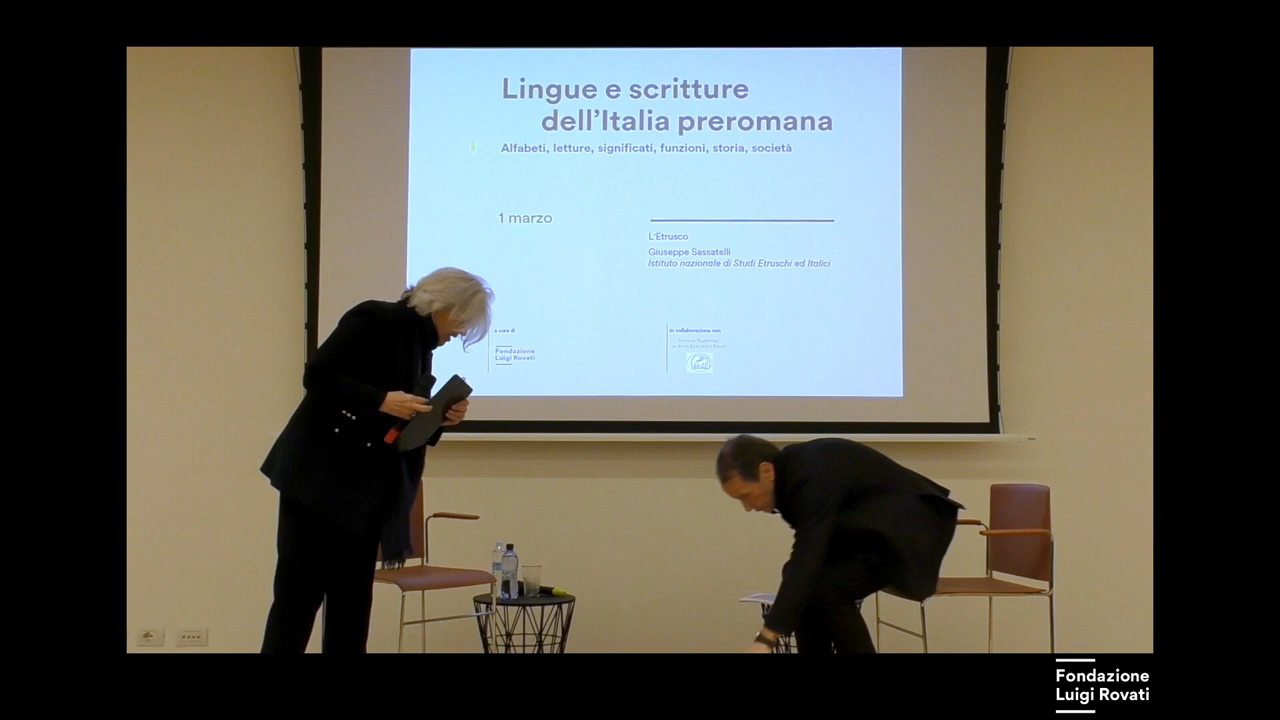 Lingue e scritture
dell'Italia preromana
Alfabeti, letture, significati, funzioni, storia, società
1 marzo
L'Etrusco
Giuseppe Sassatelli
Istituto nazionale di Studi Etruschi ed Italici
a cura di
in collaborazione con
Fondazione
Luigi Rovati
Fondazione
Luigi Rovati